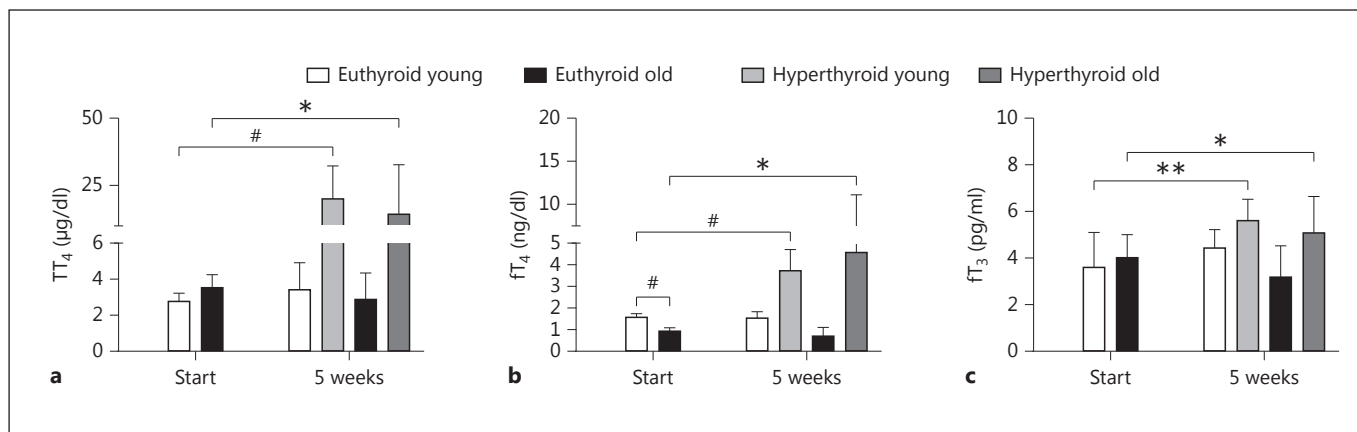 Euthyroid young Euthyroid old Hyperthyroid young Hyperthyroid old
TT4 (µg/dl)
50
25
6
4
2
0
*
#
Start 5 weeks
a
fT4 (ng/dl)
20
15
10
5
4
3
2
1
0
*
#
#
Start 5 weeks
b
fT3 (pg/ml)
10
8
6
4
2
0
*
**
Start 5 weeks
c